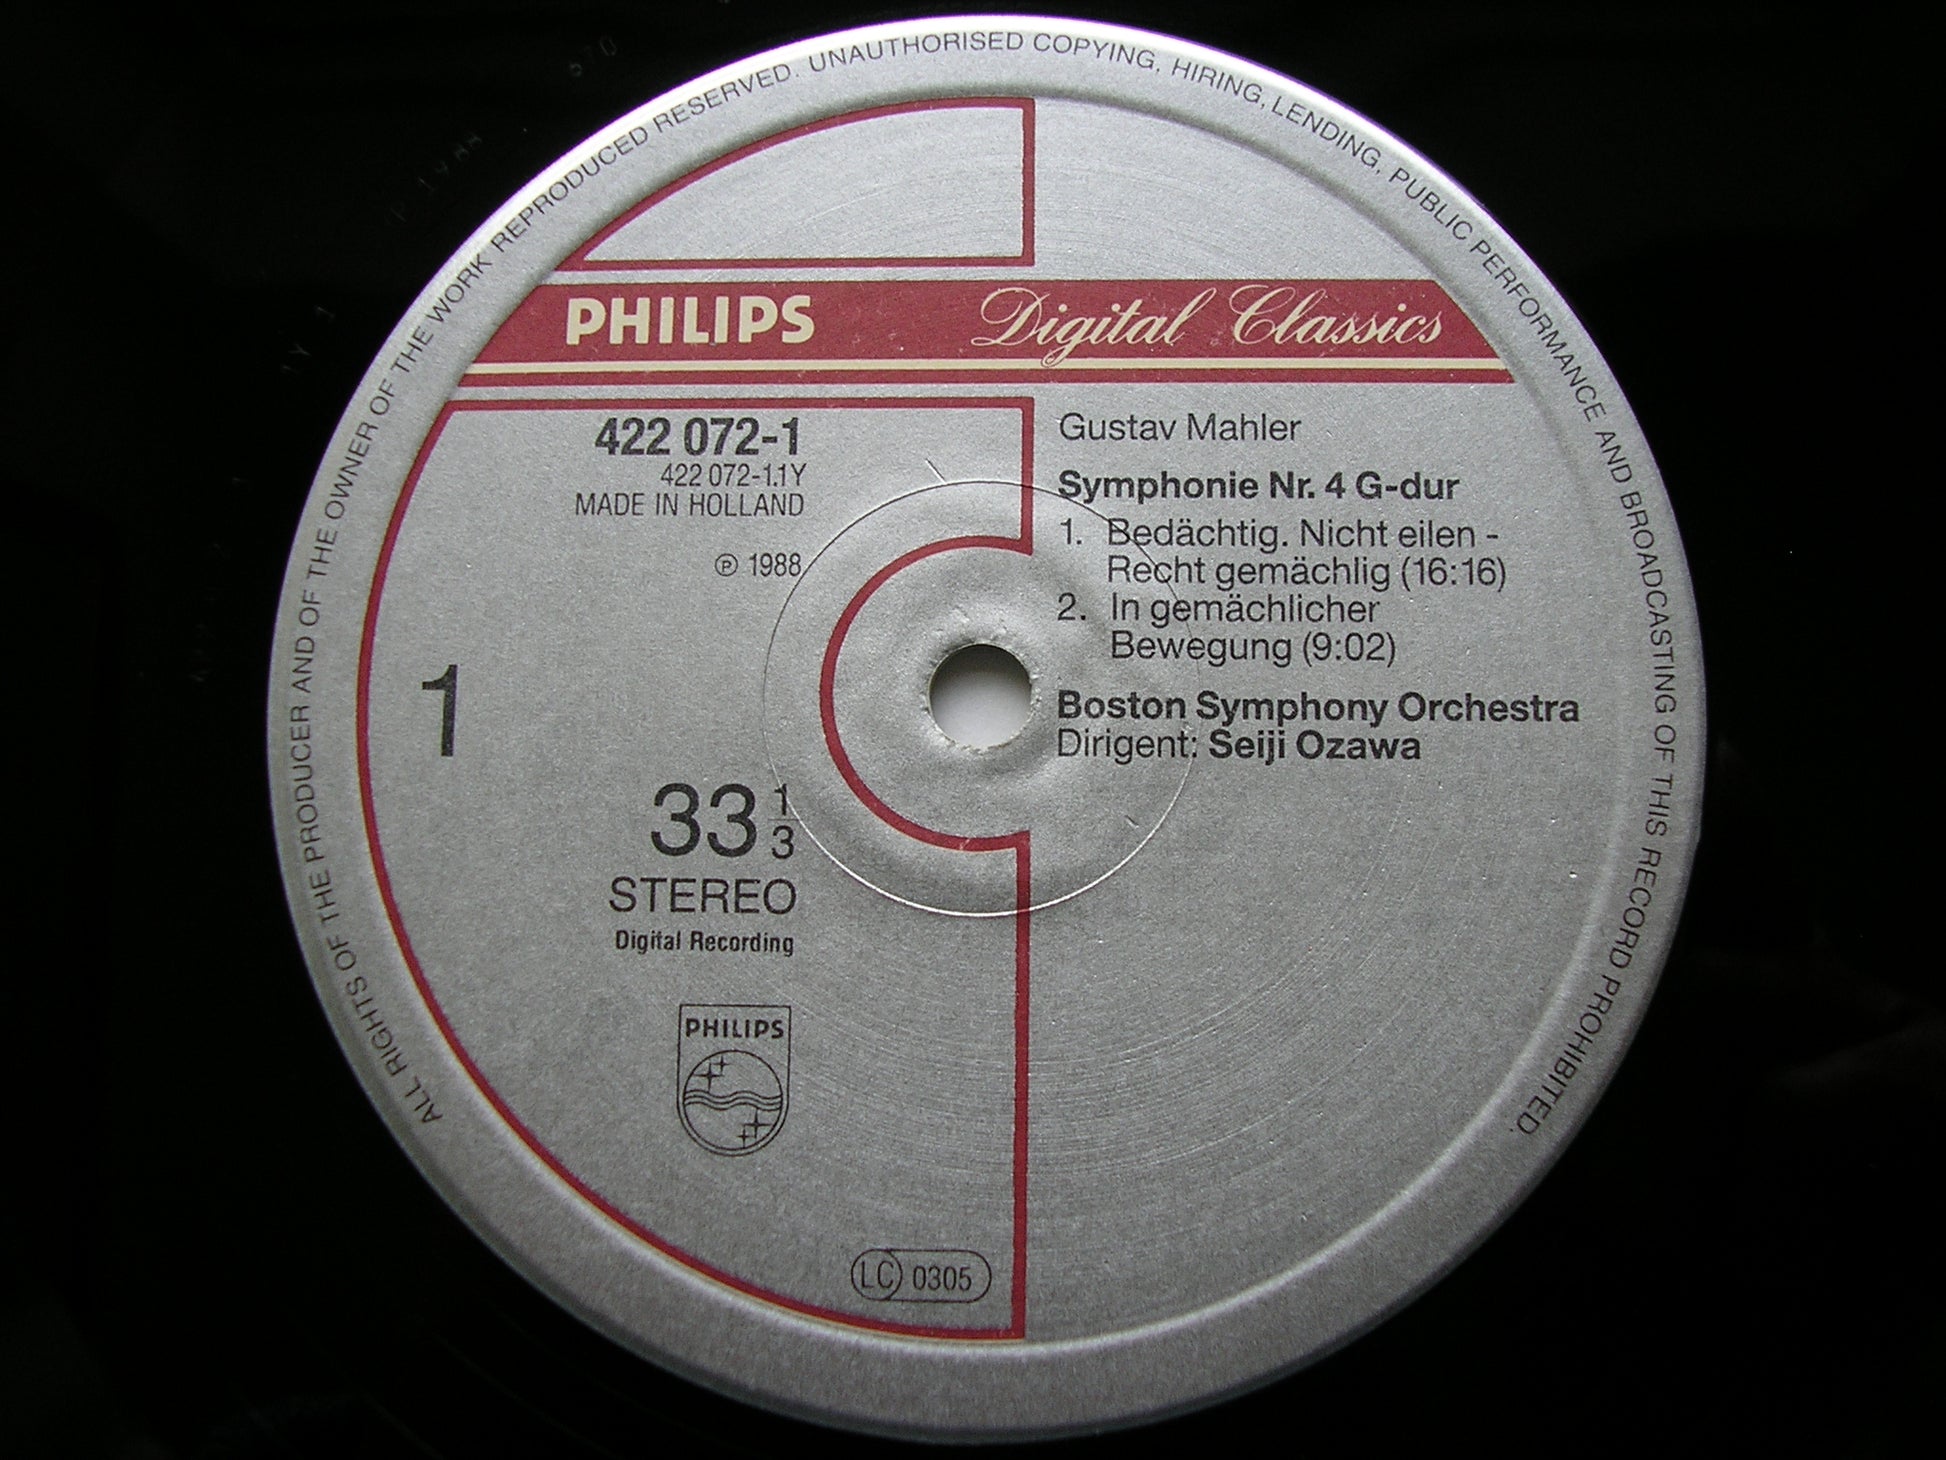 ALL RIGHTS OF THE PRODUCER AND OF THE OWNER OF THE WORK REPRODUCED RESERVED. UNAUTHORISED COPYING, HIRING, LENDING, PUBLIC PERFORMANCE AND BROADCASTING OF THIS RECORD PROHIBITED.
PHILIPS Digital Classics
422 072-1
422 072-1.1Y
MADE IN HOLLAND
℗ 1988
1
33 1/3
STEREO
Digital Recording
PHILIPS
LC 0305
Gustav Mahler
Symphonie Nr. 4 G-dur
1. Bedächtig. Nicht eilen -
Recht gemächlig (16:16)
2. In gemächlicher
Bewegung (9:02)
Boston Symphony Orchestra
Dirigent: Seiji Ozawa